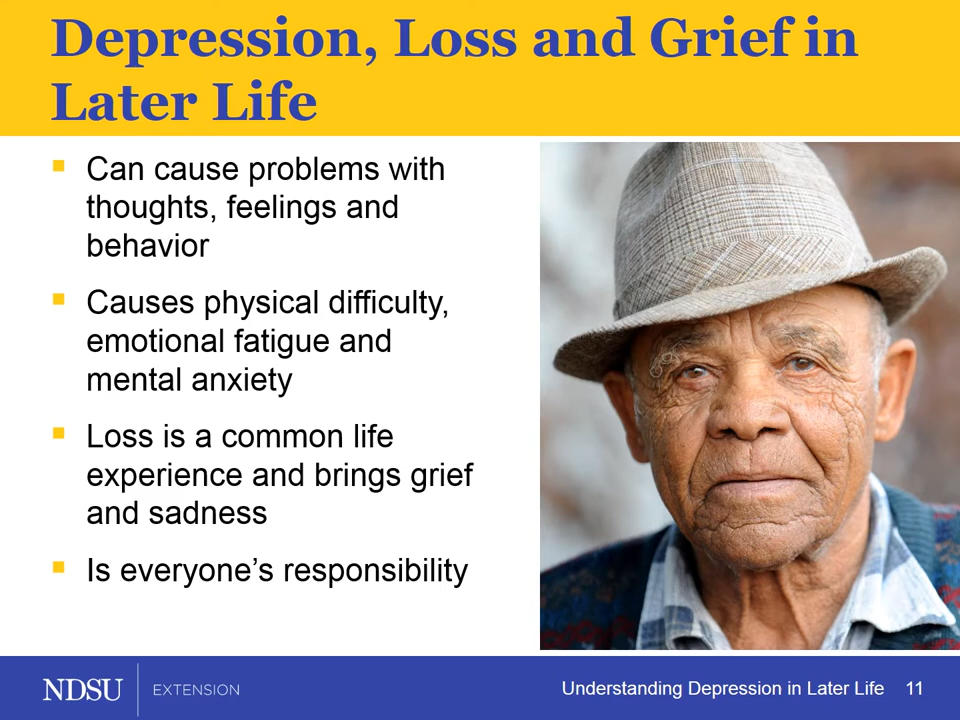 Depression, Loss and Grief in
Later Life
Can cause problems with
thoughts, feelings and
behavior
Causes physical difficulty,
emotional fatigue and
mental anxiety
Loss is a common life
experience and brings grief
and sadness
Is everyone’s responsibility
NDSU EXTENSION
Understanding Depression in Later Life 11